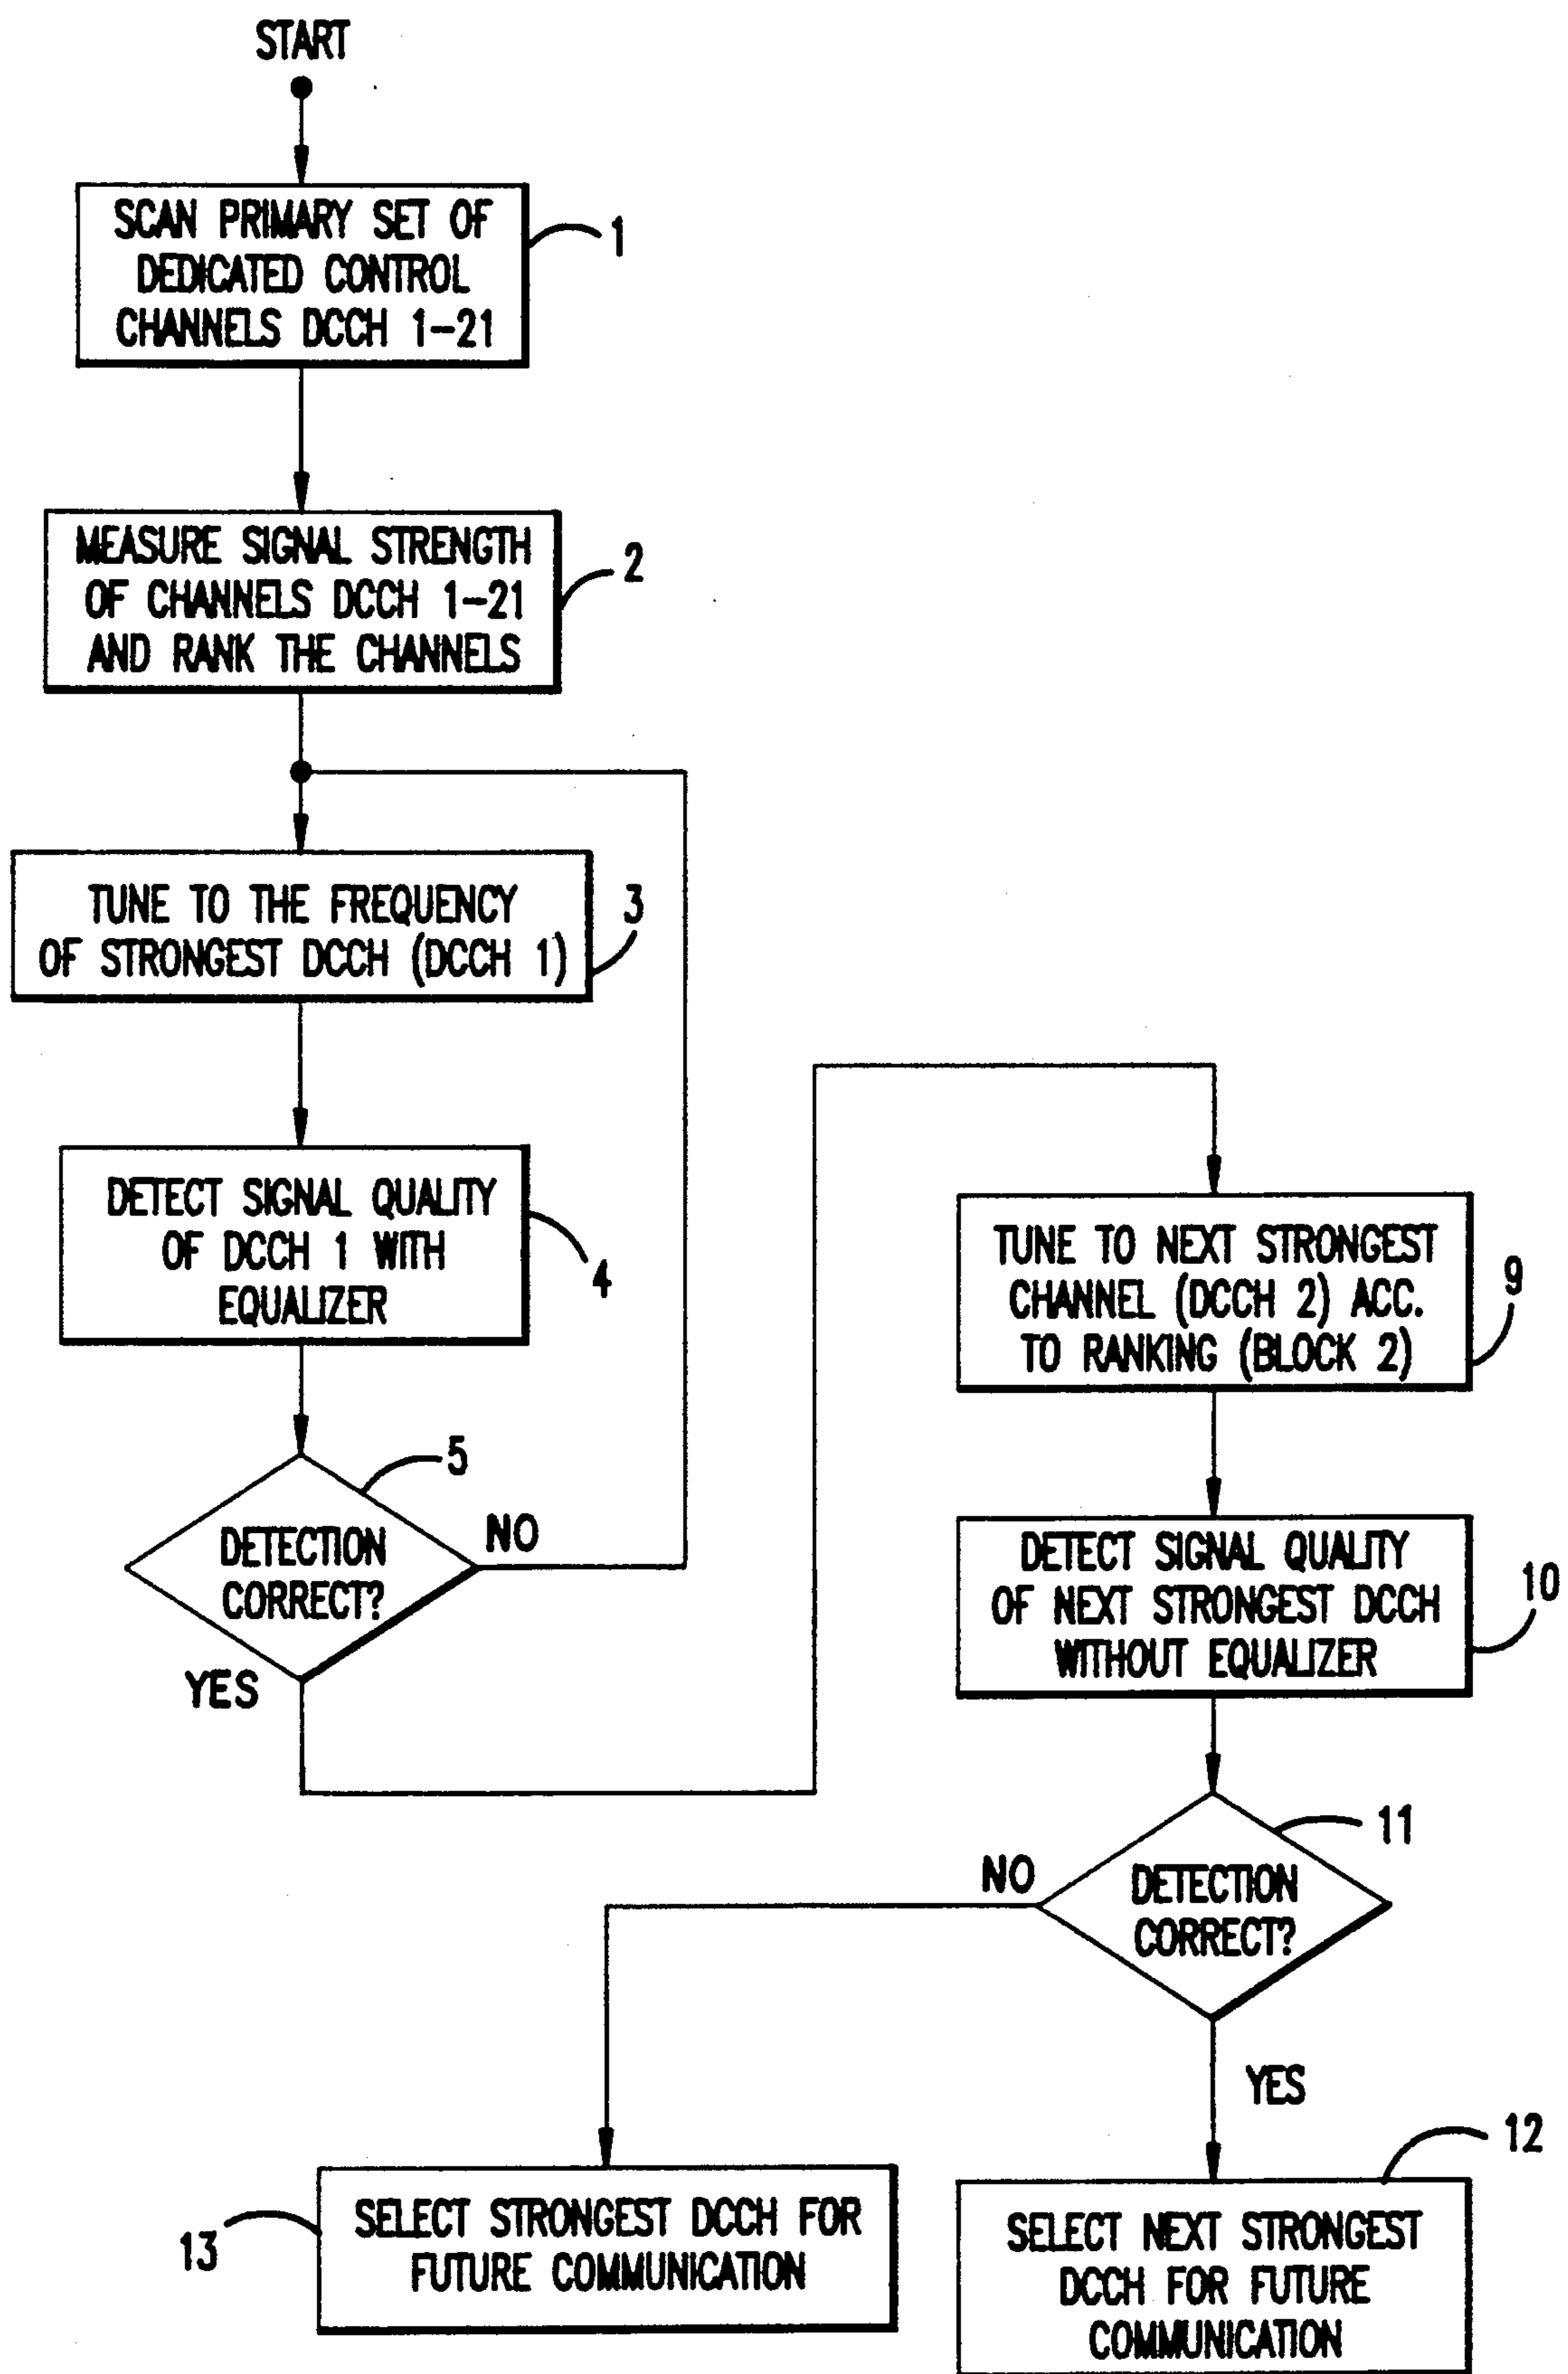 START
SCAN PRIMARY SET OF
DEDICATED CONTROL
CHANNELS DCCH 1-21
1
MEASURE SIGNAL STRENGTH
OF CHANNELS DCCH 1-21
AND RANK THE CHANNELS
2
TUNE TO THE FREQUENCY
OF STRONGEST DCCH (DCCH 1)
3
DETECT SIGNAL QUALITY
OF DCCH 1 WITH
EQUALIZER
4
5
DETECTION
CORRECT?
NO
YES
TUNE TO NEXT STRONGEST
CHANNEL (DCCH 2) ACC.
TO RANKING (BLOCK 2)
9
DETECT SIGNAL QUALITY
OF NEXT STRONGEST DCCH
WITHOUT EQUALIZER
10
11
DETECTION
CORRECT?
NO
YES
12
SELECT STRONGEST DCCH FOR
FUTURE COMMUNICATION
13
SELECT NEXT STRONGEST
DCCH FOR FUTURE
COMMUNICATION